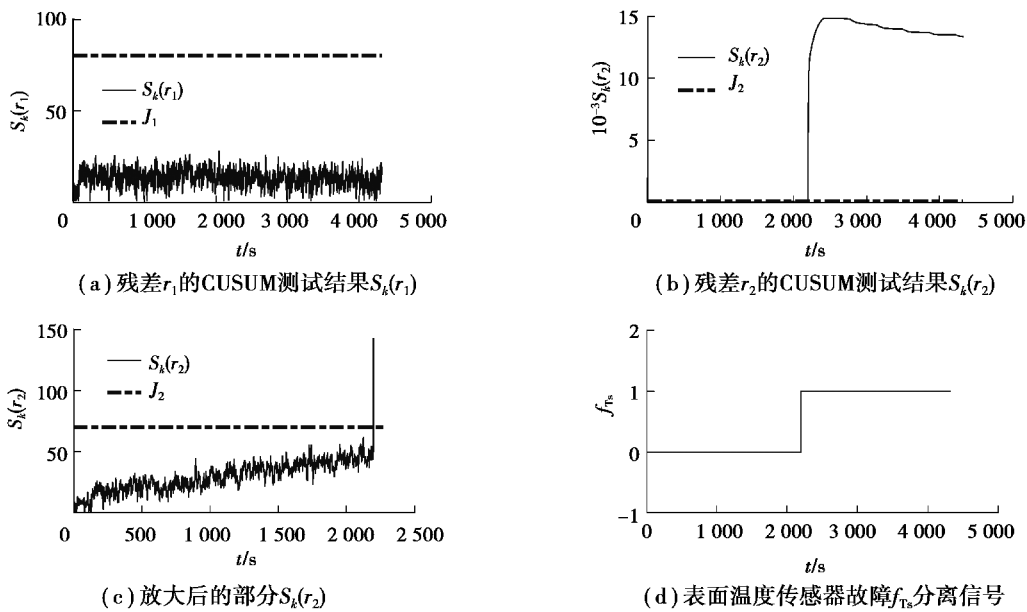 100
50
0
S_k(r_1)
S_k(r_1)
J_1
0 1 000 2 000 3 000 4 000 5 000
t/s
(a)残差r_1的CUSUM测试结果S_k(r_1)
15
10
5
10^{-3}S_k(r_2)
S_k(r_2)
J_2
0 1 000 2 000 3 000 4 000 5 000
t/s
(b)残差r_2的CUSUM测试结果S_k(r_2)
150
100
50
S_k(r_2)
S_k(r_2)
J_2
0 500 1 000 1 500 2 000 2 500
t/s
(c)放大后的部分S_k(r_2)
2
1
0
-1
f_{Ts}
0 1 000 2 000 3 000 4 000 5 000
t/s
(d)表面温度传感器故障f_{Ts}分离信号